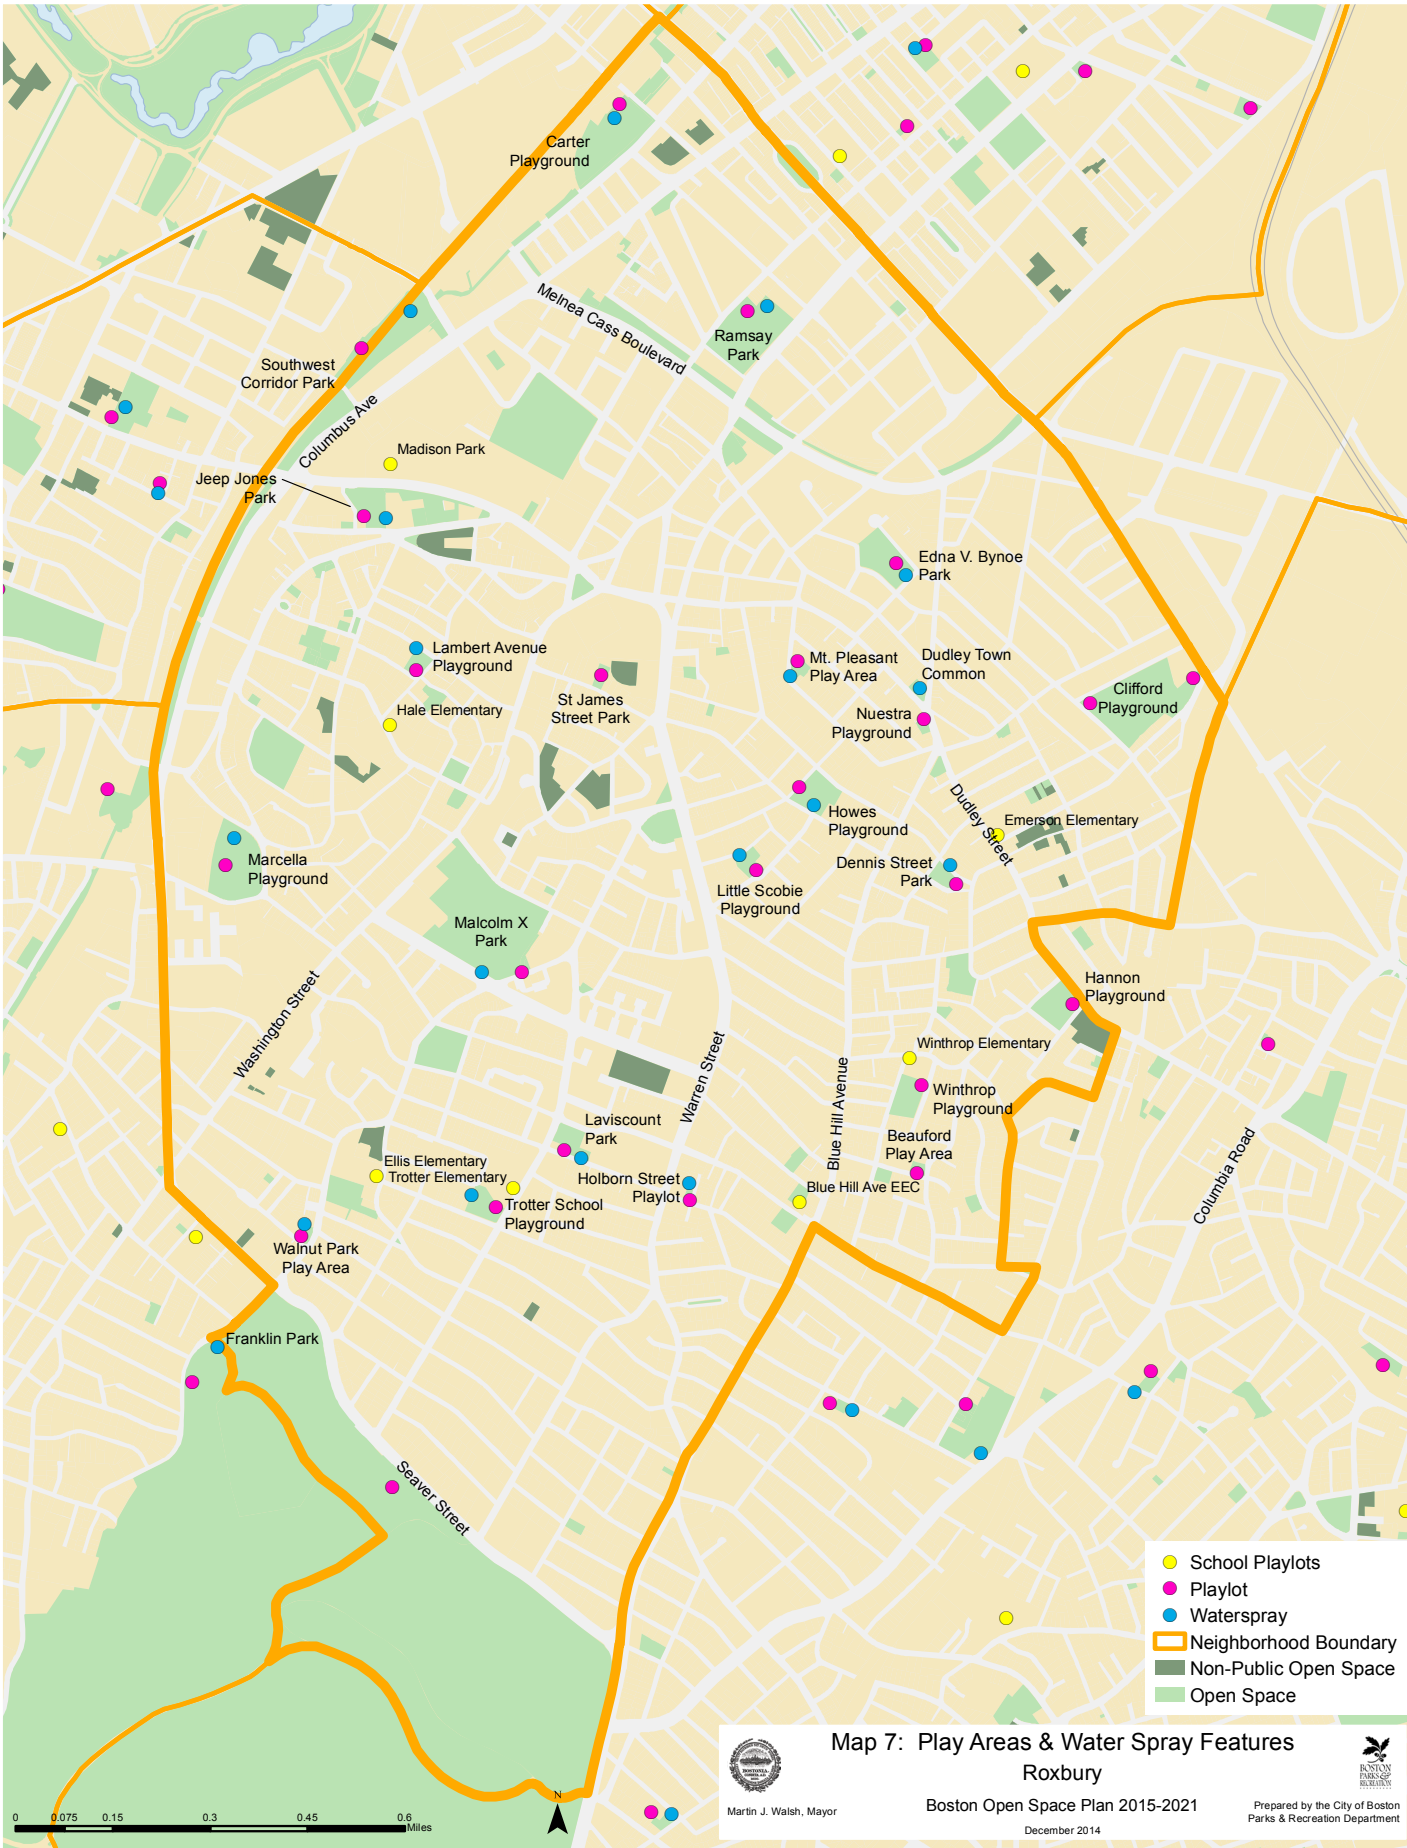 Carter
Playground
Melnea Cass Boulevard
Ramsay
Park
Southwest
Corridor Park
Columbus Ave
Madison Park
Jeep Jones
Park
Edna V. Bynoe
Park
Lambert Avenue
Playground
Mt. Pleasant
Play Area
Dudley Town
Common
St James
Street Park
Clifford
Playground
Hale Elementary
Nuestra
Playground
Dudley Street
Howes
Playground
Emerson Elementary
Marcella
Playground
Dennis Street
Park
Little Scobie
Playground
Malcolm X
Park
Washington Street
Hannon
Playground
Warren Street
Winthrop Elementary
Blue Hill Avenue
Winthrop
Playground
Laviscount
Park
Beauford
Play Area
Columbia Road
Ellis Elementary
Trotter Elementary
Holborn Street
Playlot
Blue Hill Ave EEC
Trotter School
Playground
Walnut Park
Play Area
Franklin Park
Seaver Street
School Playlots
Playlot
Waterspray
Neighborhood Boundary
Non-Public Open Space
Open Space
Map 7: Play Areas & Water Spray Features
Roxbury
Boston Open Space Plan 2015-2021
December 2014
Martin J. Walsh, Mayor
BOSTONIA
BOSTON
PARKS &
RECREATION
Prepared by the City of Boston
Parks & Recreation Department
N
0 0.075 0.15 0.3 0.45 0.6
Miles